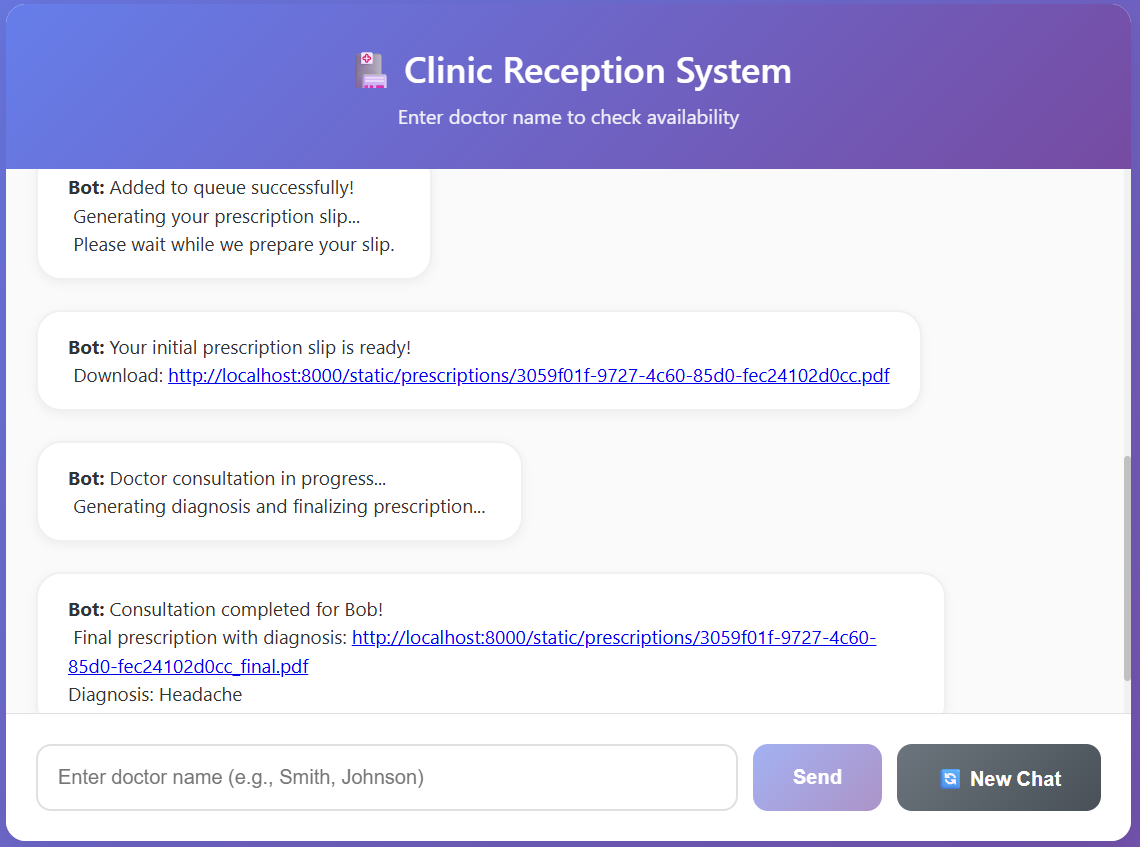 Clinic Reception System
Enter doctor name to check availability
Bot: Added to queue successfully!
Generating your prescription slip...
Please wait while we prepare your slip.
Bot: Your initial prescription slip is ready!
Download: http://localhost:8000/static/prescriptions/3059f01f-9727-4c60-85d0-fec24102d0cc.pdf
Bot: Doctor consultation in progress...
Generating diagnosis and finalizing prescription...
Bot: Consultation completed for Bob!
Final prescription with diagnosis: http://localhost:8000/static/prescriptions/3059f01f-9727-4c60-
85d0-fec24102d0cc_final.pdf
Diagnosis: Headache
Enter doctor name (e.g., Smith, Johnson)
Send
New Chat